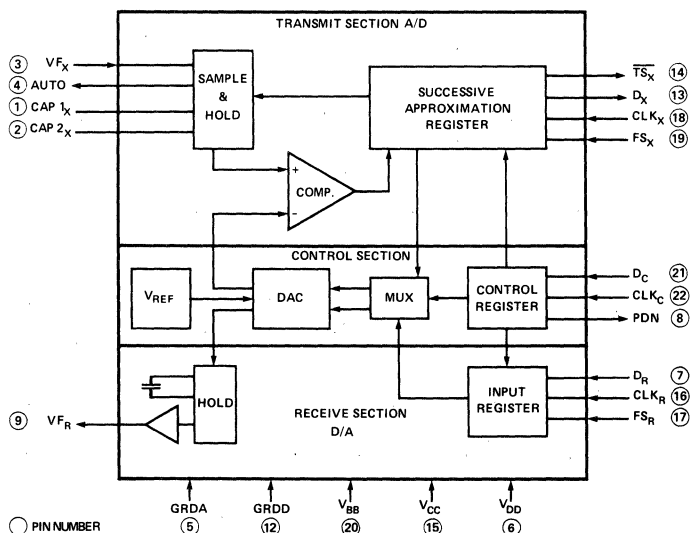 TRANSMIT SECTION A/D
③ VFX
④ AUTO
① CAP 1X
② CAP 2X
SAMPLE
&
HOLD
SUCCESSIVE
APPROXIMATION
REGISTER
TSX ⑭
DX ⑬
CLKX ⑱
FSX ⑲
+
COMP.
−
CONTROL SECTION
VREF
DAC
MUX
CONTROL
REGISTER
DC ㉑
CLKC ㉒
PDN ⑧
HOLD
⑨ VFR
RECEIVE SECTION
D/A
INPUT
REGISTER
DR ⑦
CLKR ⑯
FSR ⑰
GRDA
⑤
GRDD
⑫
VBB
⑳
VCC
⑮
VDD
⑥
PIN NUMBER